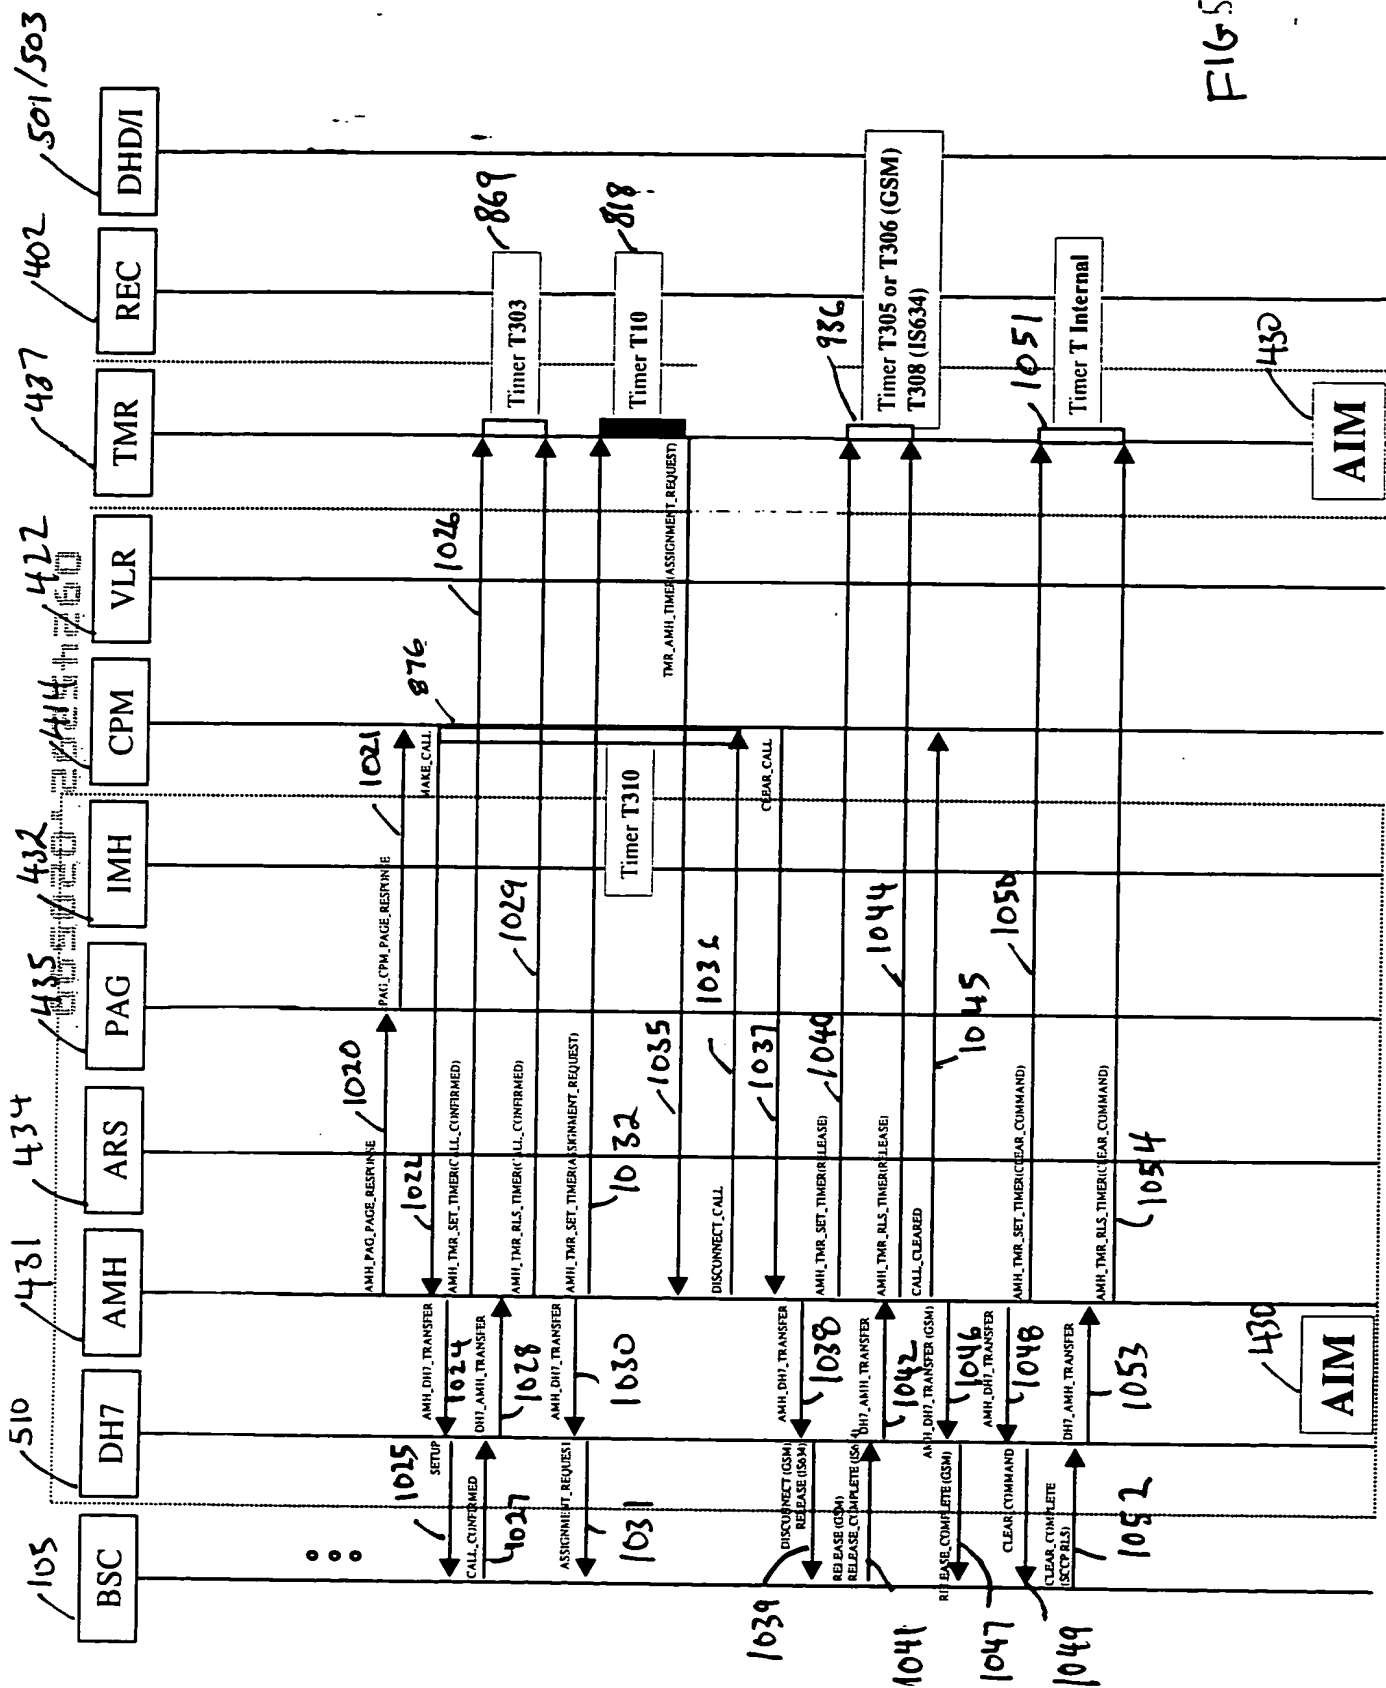 105
BSC
510
DH7
431
AMH
434
ARS
435
PAG
432
IMH
414
CPM
422
VLR
437
TMR
402
REC
501/503
DHD/I
AMH_PAG_PAGE_RESPONSE
1020
PAG_CPM_PAGE_RESPONSE
1021
MAKE_CALL
1022
876
AMH_DH7_TRANSFER
1024
SETUP
1025
AMH_TMR_SET_TIMER(CALL_CONFIRMED)
1026
CALL_CONFIRMED
1027
DH7_AMH_TRANSFER
1028
AMH_TMR_RLS_TIMER(CALL_CONFIRMED)
1029
Timer T303
869
AMH_DH7_TRANSFER
1030
ASSIGNMENT_REQUEST
1031
AMH_TMR_SET_TIMER(ASSIGNMENT_REQUEST)
1032
Timer T310
Timer T10
818
TMR_AMH_TIMER(ASSIGNMENT_REQUEST)
1035
DISCONNECT_CALL
1036
CLEAR_CALL
1037
AMH_DH7_TRANSFER
1038
DISCONNECT (GSM)
RELEASE (IS634)
1039
AMH_TMR_SET_TIMER(RELEASE)
1040
936
RELEASE (GSM)
RELEASE_COMPLETE (IS634)
1041
DH7_AMH_TRANSFER
1042
AMH_TMR_RLS_TIMER(RELEASE)
1044
Timer T305 or T306 (GSM)
T308 (IS634)
CALL_CLEARED
1045
AMH_DH7_TRANSFER (GSM)
1046
RELEASE_COMPLETE (GSM)
1047
AMH_DH7_TRANSFER
1048
CLEAR_COMMAND
1049
AMH_TMR_SET_TIMER(CLEAR_COMMAND)
1050
1051
Timer T Internal
CLEAR_COMPLETE
(SCCP RLS)
1052
DH7_AMH_TRANSFER
1053
AMH_TMR_RLS_TIMER(CLEAR_COMMAND)
1054
430
AIM
430
AIM
FIG5